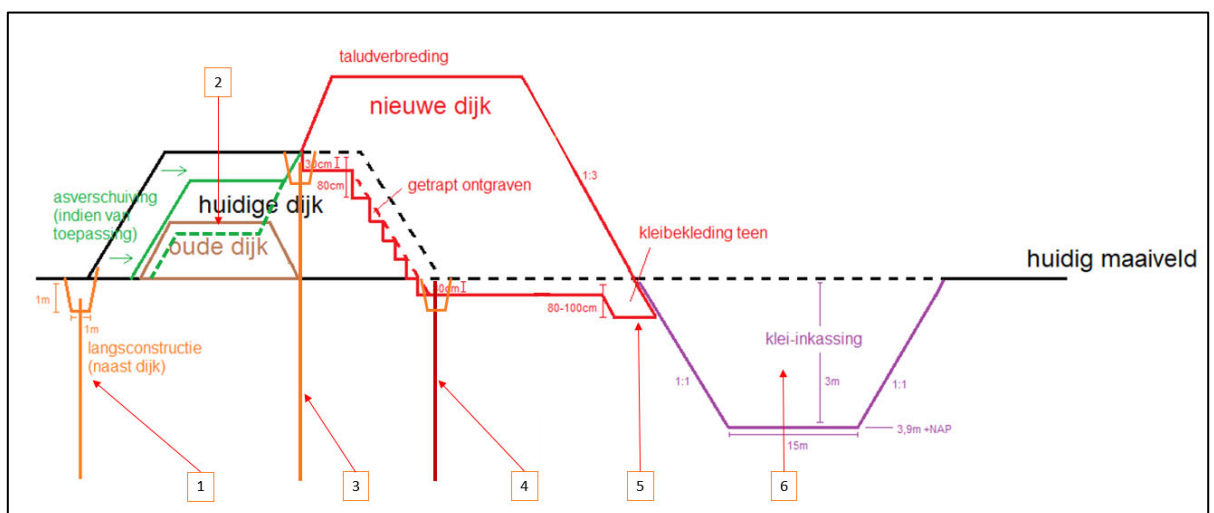 taludverbreding
2
nieuwe dijk
30cm
80cm
getrapt ontgraven
1:3
asverschuiving
(indien van
toepassing)
huidige dijk
oude dijk
kleibekleding teen
huidig maaiveld
1m
1m
80-100cm
langsconstructie
(naast dijk)
klei-inkassing
1:1
3m
1:1
3,9m +NAP
15m
1
3
4
5
6